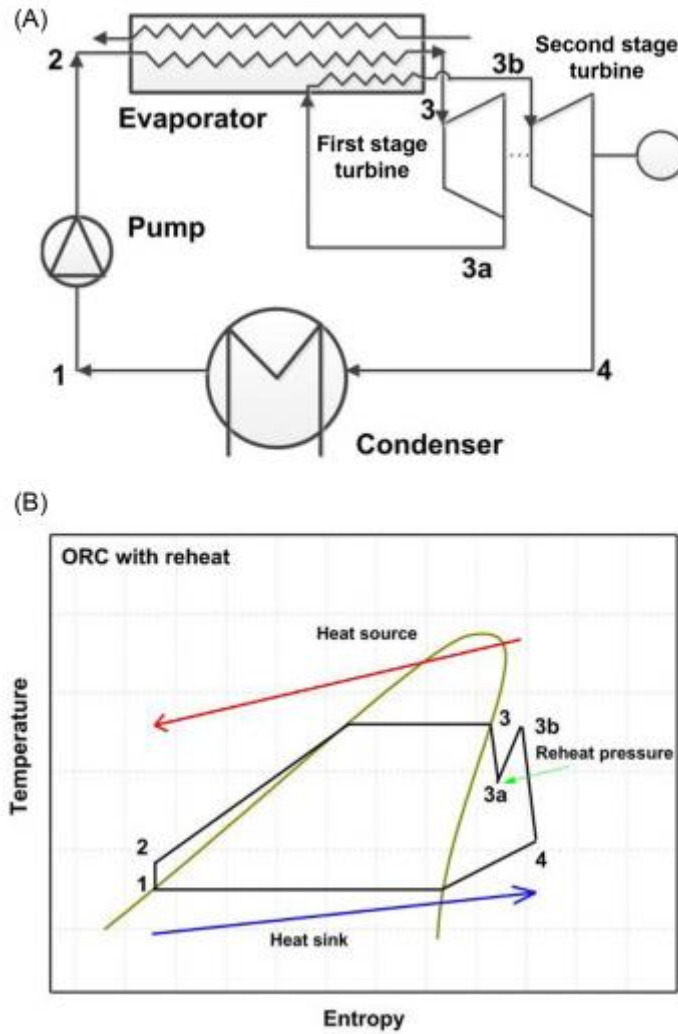 (A)
2
Evaporator
3b
Second stage
turbine
3
First stage
turbine
Pump
3a
1
4
Condenser
(B)
ORC with reheat
Heat source
3
3b
Reheat pressure
3a
2
4
1
Heat sink
Temperature
Entropy